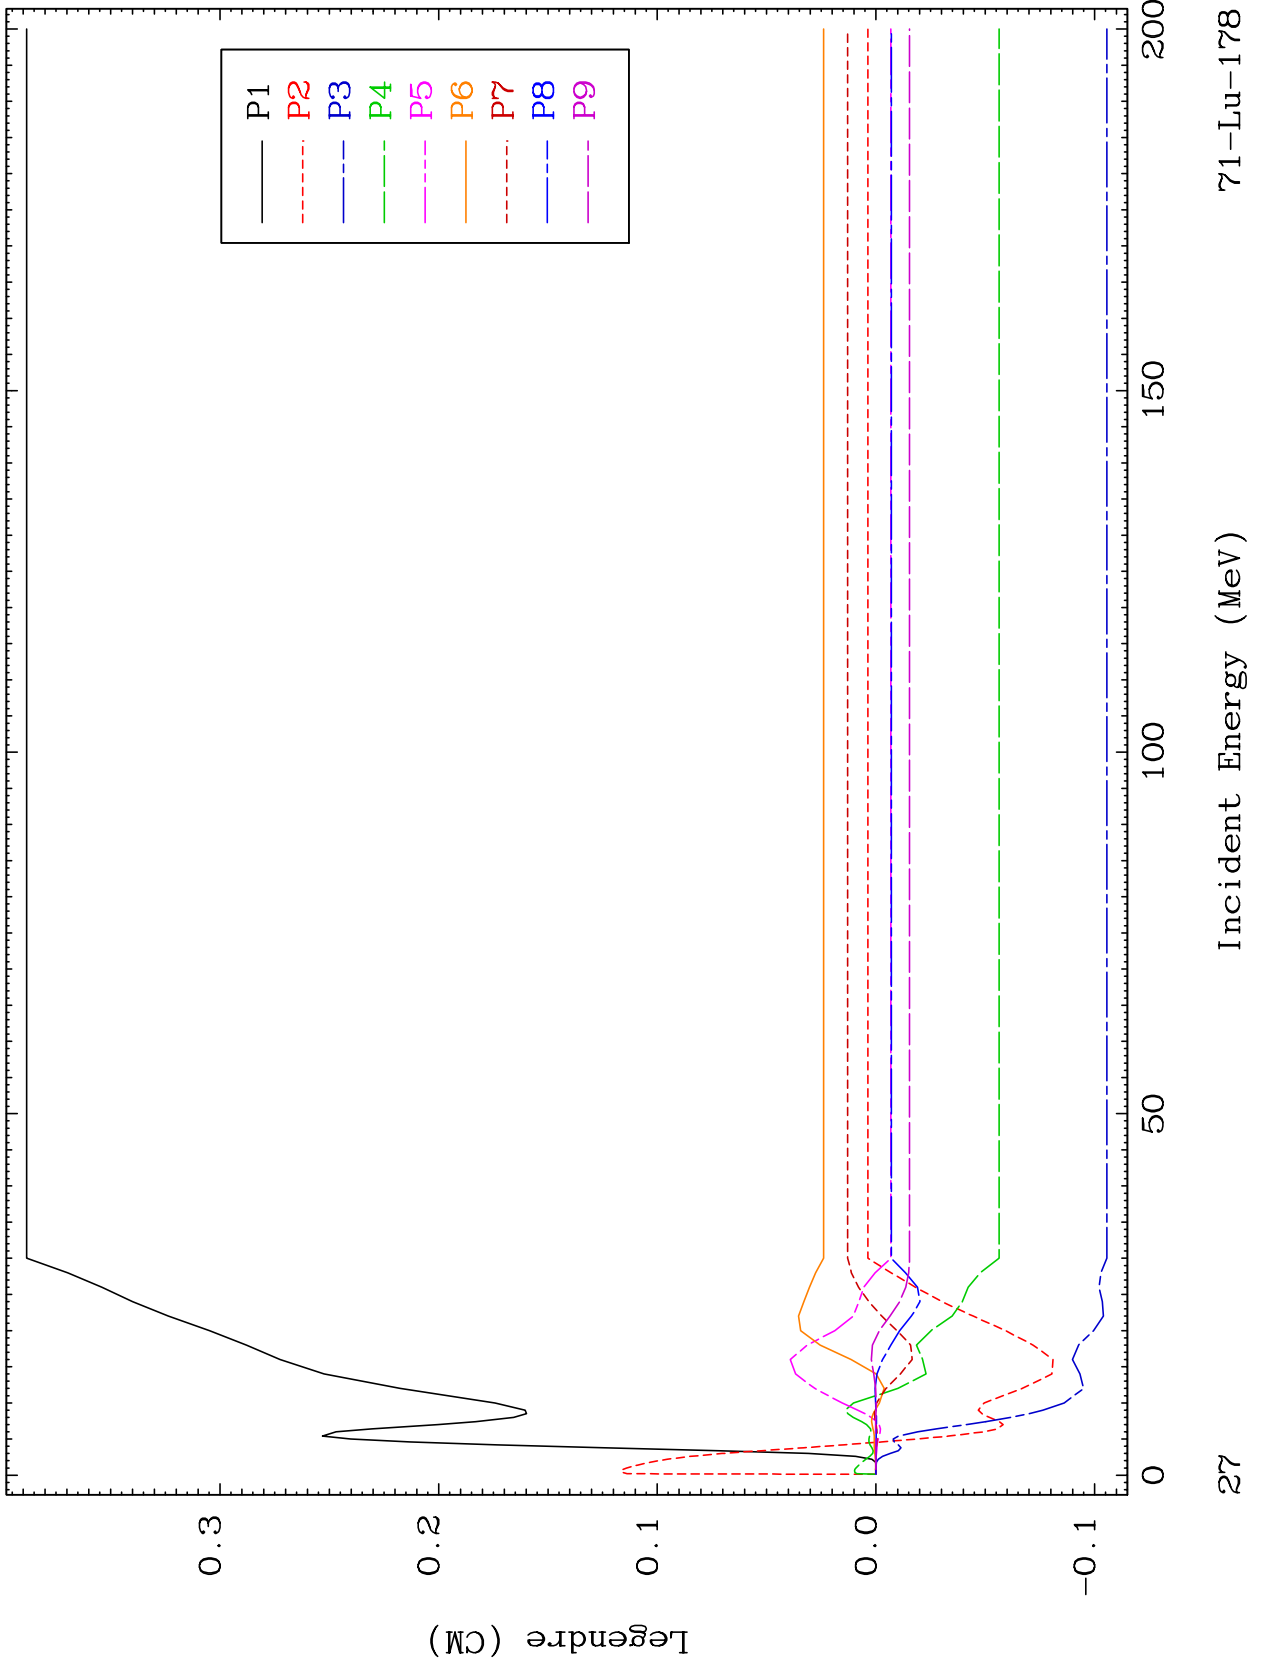 Legendre (CM)
0.3
0.2
0.1
0.0
-0.1
P1
P2
P3
P4
P5
P6
P7
P8
P9
0
50
100
150
200
27
Incident Energy (MeV)
71-Lu-178